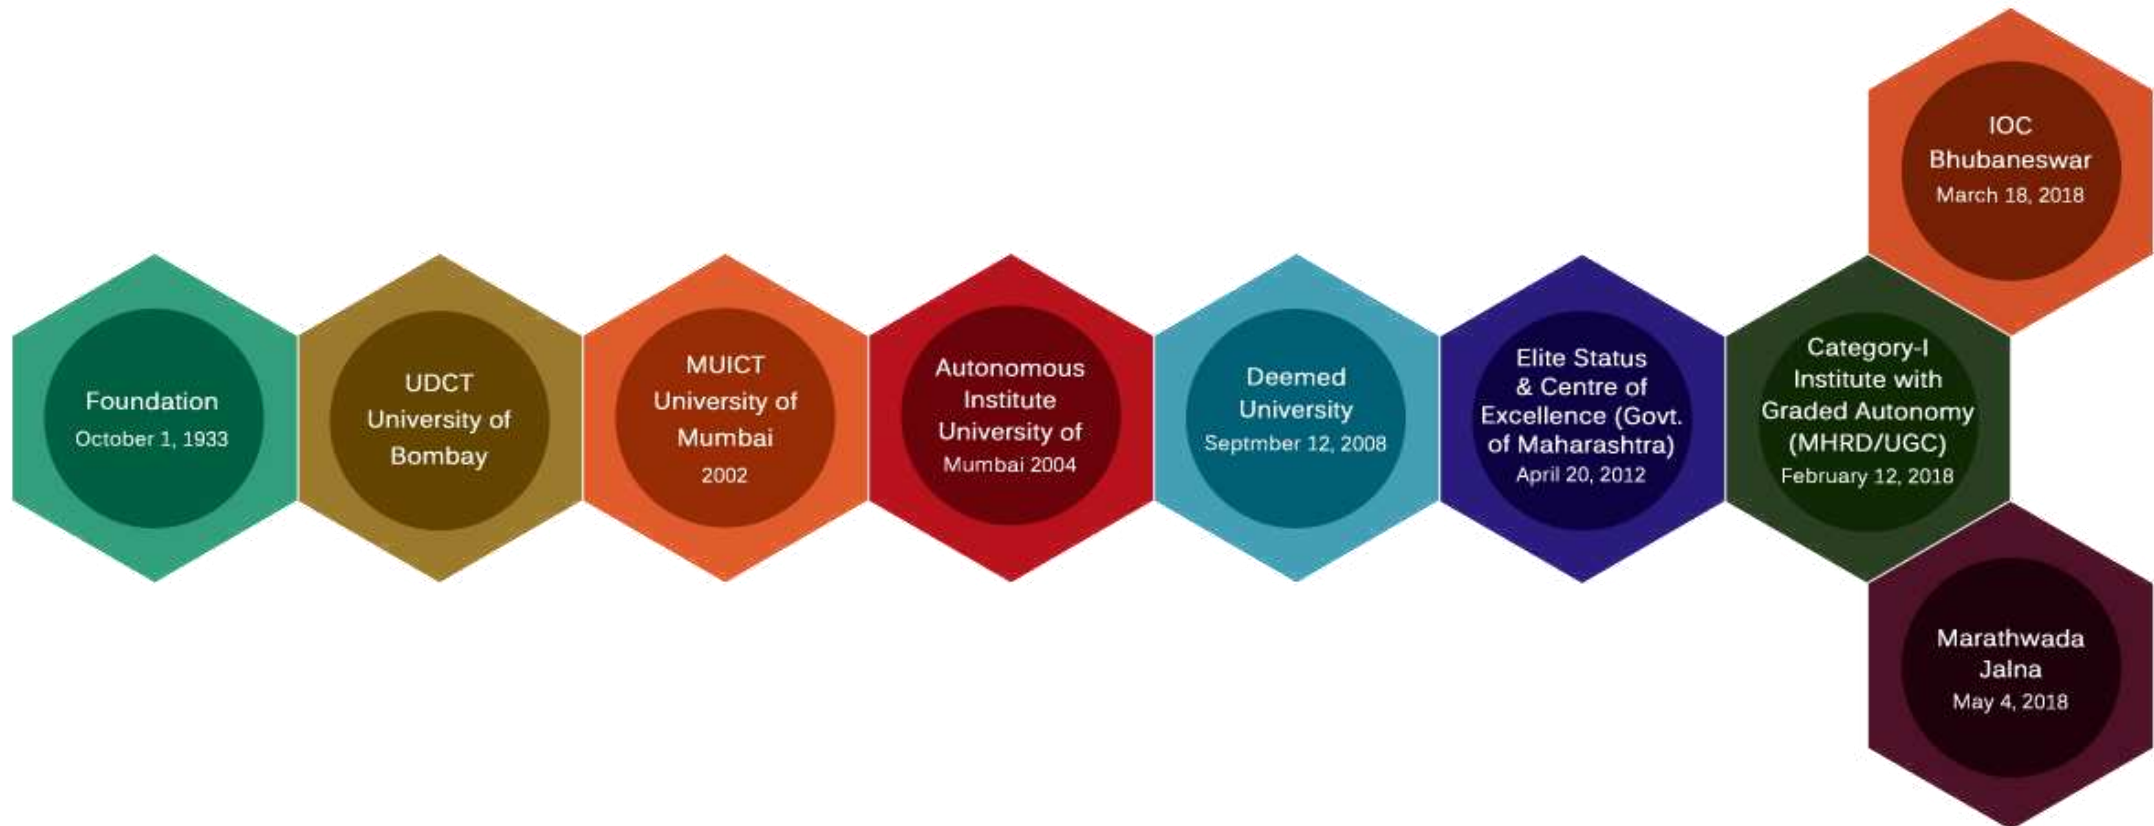 Foundation
October 1, 1933
UDCT
University of
Bombay
MUICT
University of
Mumbai
2002
Autonomous
Institute
University of
Mumbai 2004
Deemed
University
Septmber 12, 2008
Elite Status
& Centre of
Excellence (Govt.
of Maharashtra)
April 20, 2012
Category-I
Institute with
Graded Autonomy
(MHRD/UGC)
February 12, 2018
IOC
Bhubaneswar
March 18, 2018
Marathwada
Jalna
May 4, 2018